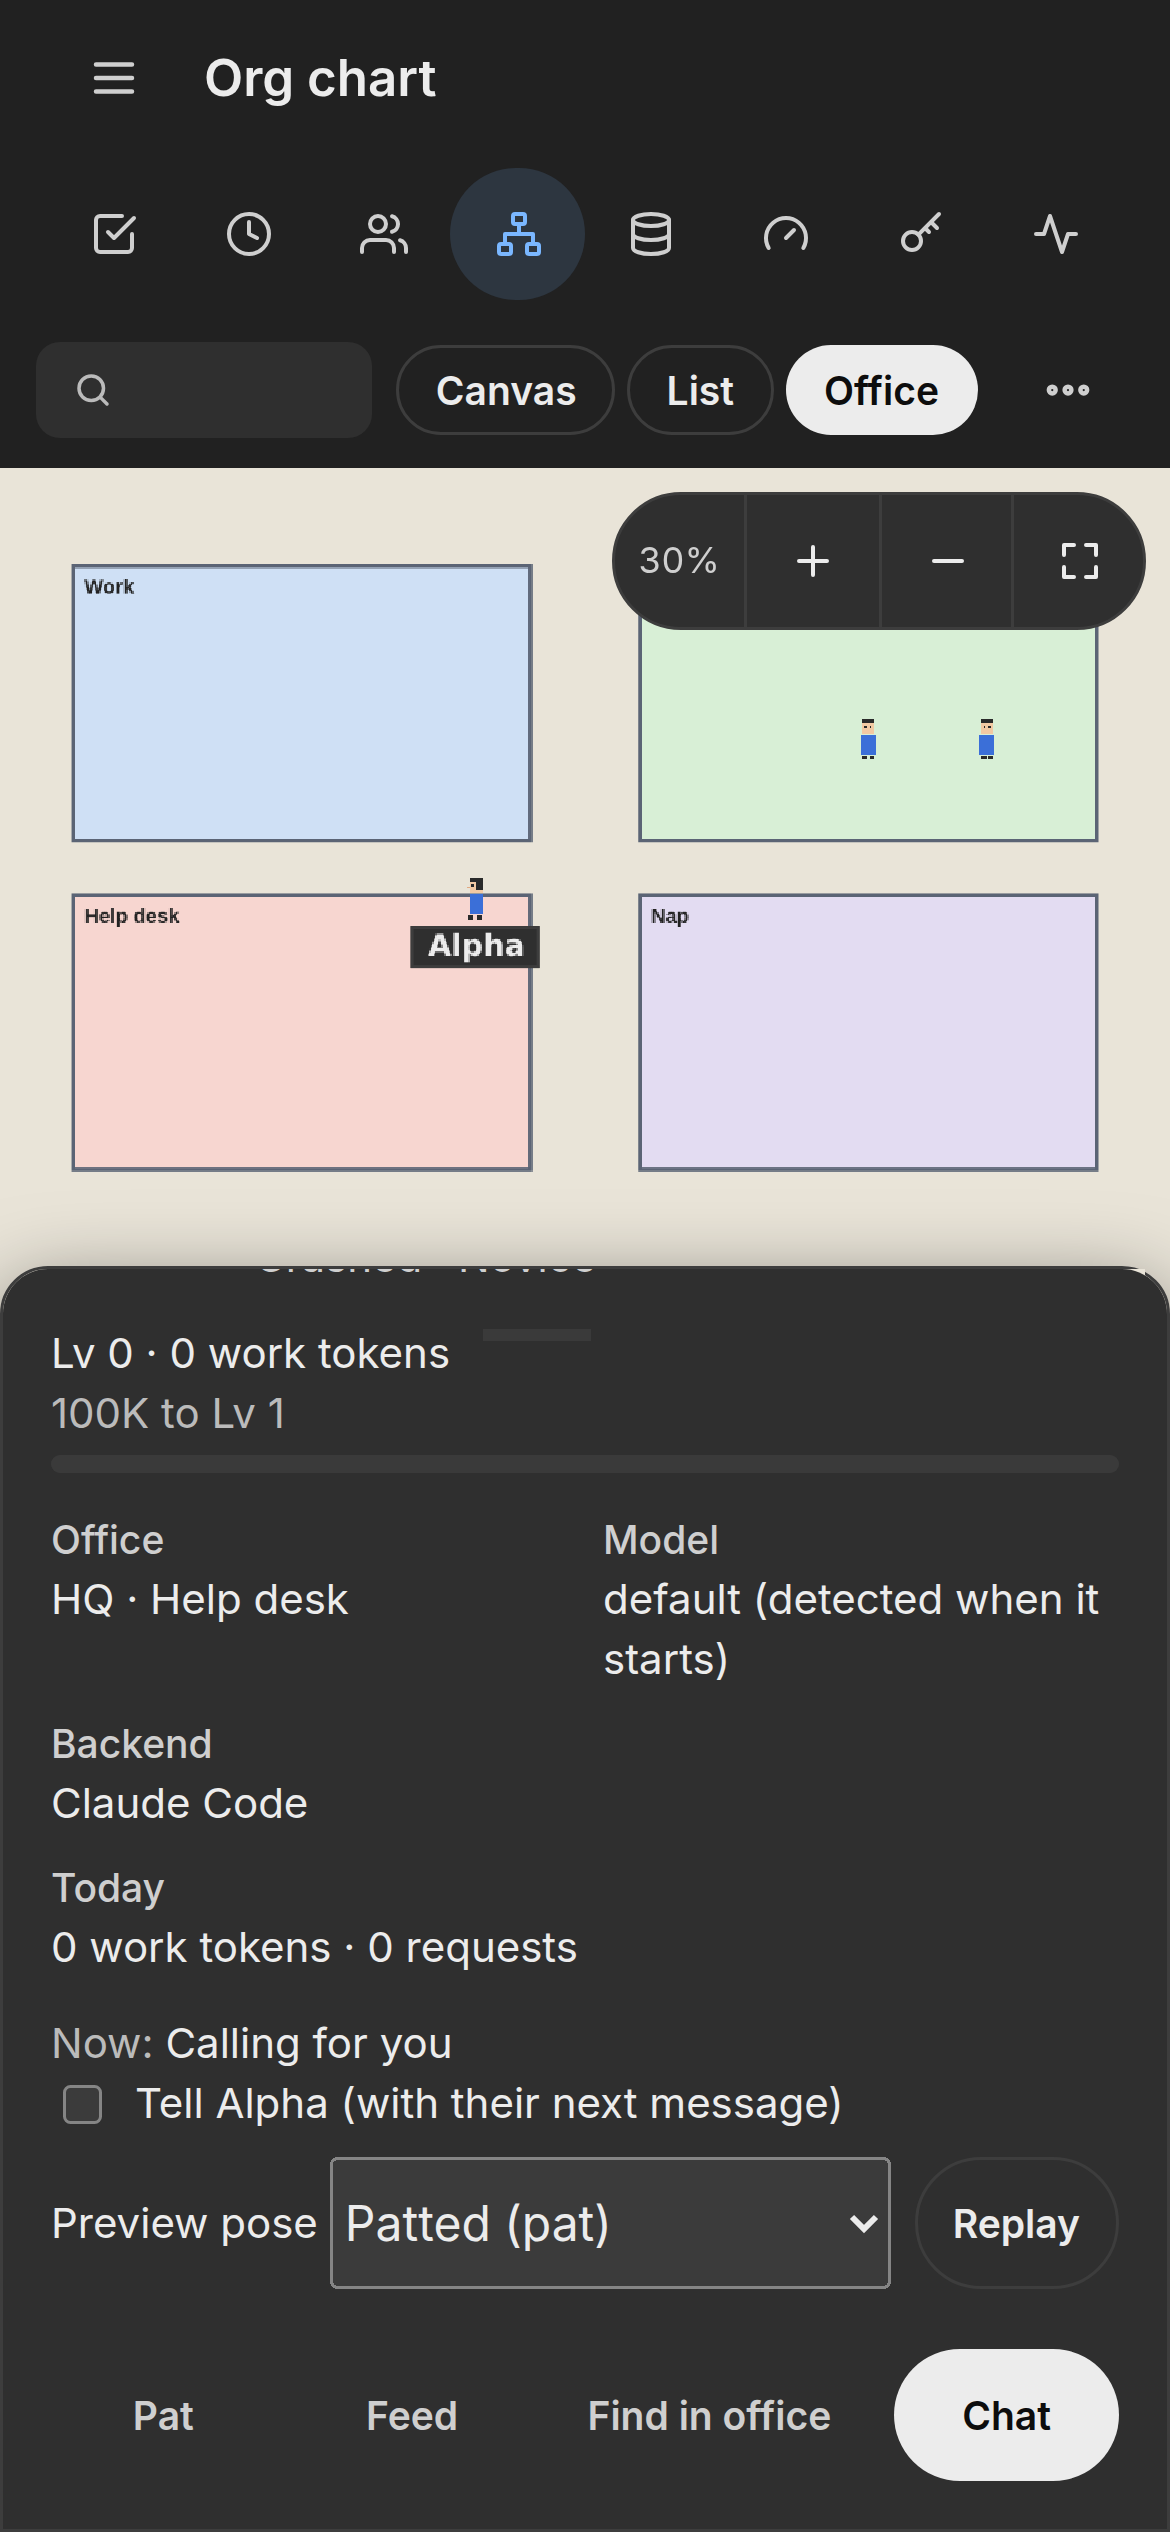 Org chart
Canvas
List
Office
30%
Work
Help desk
Alpha
Nap
Lv 0 · 0 work tokens
100K to Lv 1
Office
HQ · Help desk
Model
default (detected when it
starts)
Backend
Claude Code
Today
0 work tokens · 0 requests
Now: Calling for you
Tell Alpha (with their next message)
Preview pose
Patted (pat)
Replay
Pat
Feed
Find in office
Chat